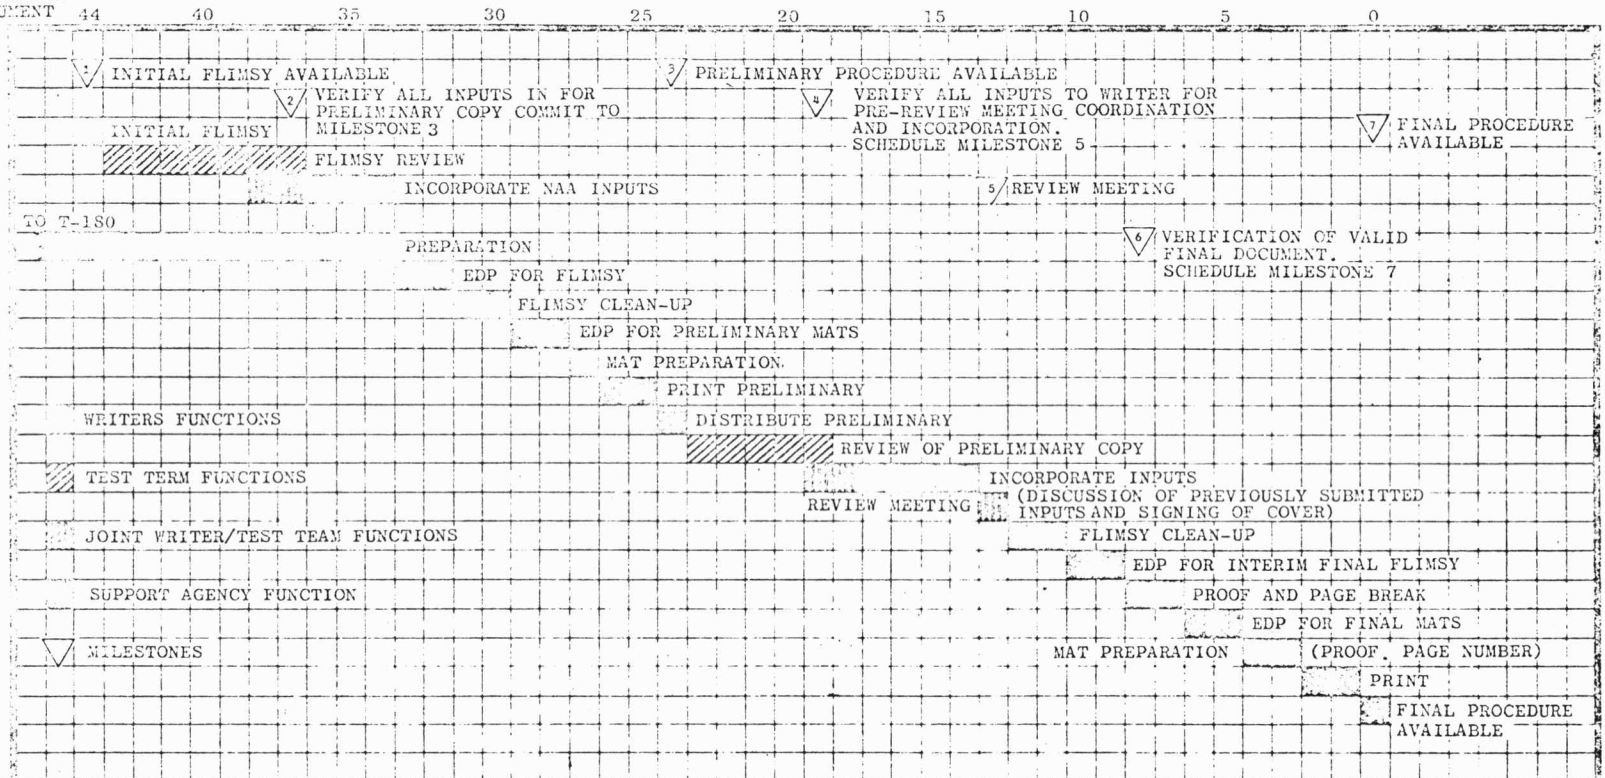 UMENT 44 40 35 30 25 20 15 10 5 0
1 INITIAL FLIMSY AVAILABLE
3 PRELIMINARY PROCEDURE AVAILABLE
2 VERIFY ALL INPUTS IN FOR
PRELIMINARY COPY COMMIT TO
MILESTONE 3
4 VERIFY ALL INPUTS TO WRITER FOR
PRE-REVIEW MEETING COORDINATION
AND INCORPORATION.
SCHEDULE MILESTONE 5
7 FINAL PROCEDURE
AVAILABLE
INITIAL FLIMSY
FLIMSY REVIEW
INCORPORATE NAA INPUTS
5 REVIEW MEETING
TO T-180
PREPARATION
6 VERIFICATION OF VALID
FINAL DOCUMENT.
SCHEDULE MILESTONE 7
EDP FOR FLIMSY
FLIMSY CLEAN-UP
EDP FOR PRELIMINARY MATS
MAT PREPARATION
PRINT PRELIMINARY
WRITERS FUNCTIONS
DISTRIBUTE PRELIMINARY
REVIEW OF PRELIMINARY COPY
TEST TERM FUNCTIONS
INCORPORATE INPUTS
REVIEW MEETING
(DISCUSSION OF PREVIOUSLY SUBMITTED
INPUTS AND SIGNING OF COVER)
JOINT WRITER/TEST TEAM FUNCTIONS
FLIMSY CLEAN-UP
EDP FOR INTERIM FINAL FLIMSY
SUPPORT AGENCY FUNCTION
PROOF AND PAGE BREAK
EDP FOR FINAL MATS
MILESTONES
MAT PREPARATION
(PROOF. PAGE NUMBER)
PRINT
FINAL PROCEDURE
AVAILABLE